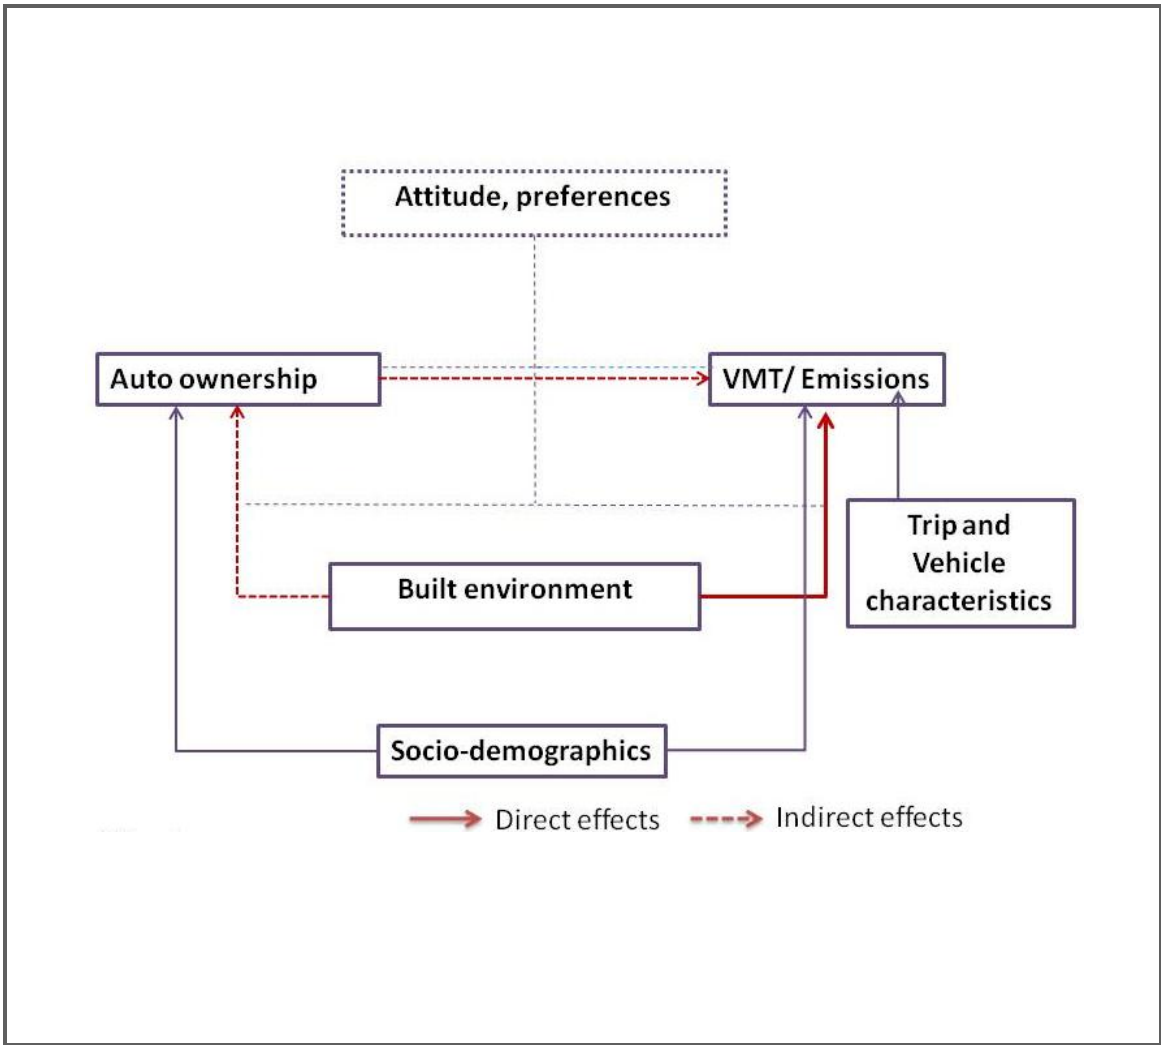 Attitude, preferences
Auto ownership
VMT/ Emissions
Trip and
Vehicle
characteristics
Built environment
Socio-demographics
Direct effects
Indirect effects